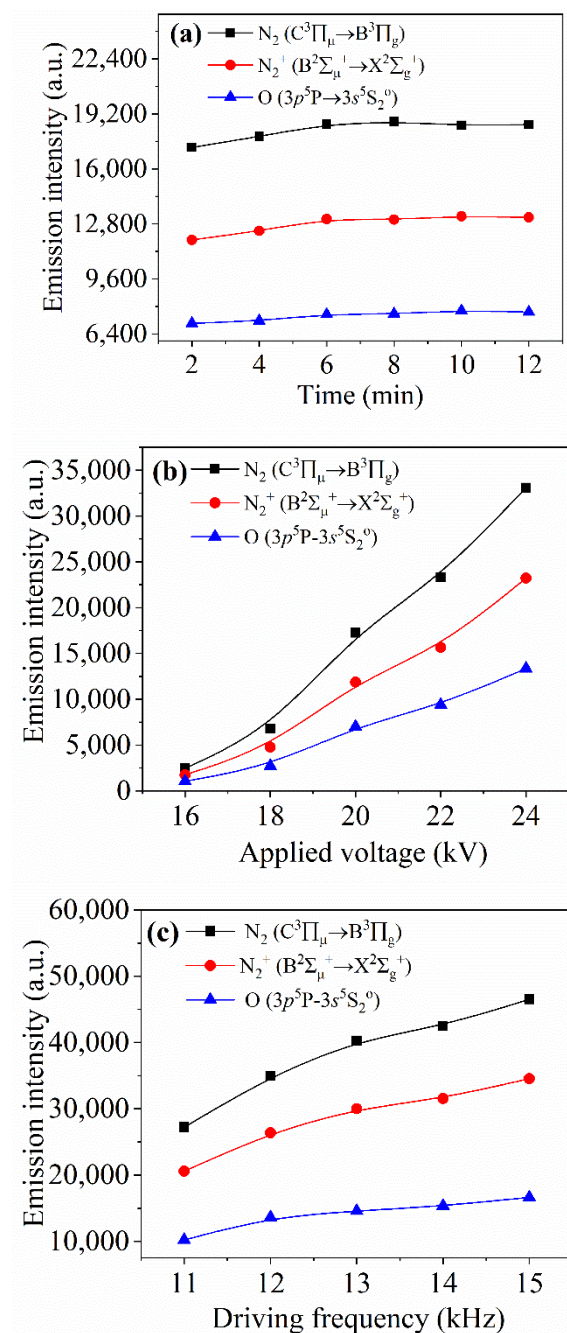 (a)
N₂ (C³Πμ→B³Πg)
N₂⁺ (B²Σμ⁺→X²Σg⁺)
O (3p⁵P→3s⁵S₂º)
Emission intensity (a.u.)
22,400
19,200
16,000
12,800
9,600
6,400
2 4 6 8 10 12
Time (min)
(b)
N₂ (C³Πμ→B³Πg)
N₂⁺ (B²Σμ⁺→X²Σg⁺)
O (3p⁵P-3s⁵S₂º)
Emission intensity (a.u.)
35,000
30,000
25,000
20,000
15,000
10,000
5,000
0
16 18 20 22 24
Applied voltage (kV)
(c)
N₂ (C³Πμ→B³Πg)
N₂⁺ (B²Σμ⁺→X²Σg⁺)
O (3p⁵P-3s⁵S₂º)
Emission intensity (a.u.)
60,000
50,000
40,000
30,000
20,000
10,000
11 12 13 14 15
Driving frequency (kHz)